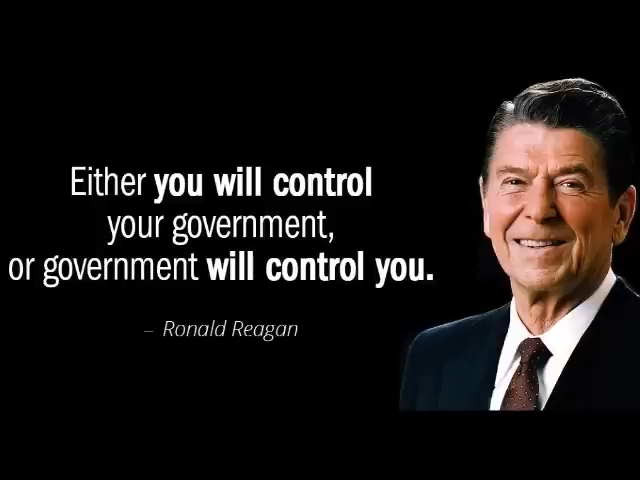 Either you will control
your government,
or government will control you.
– Ronald Reagan